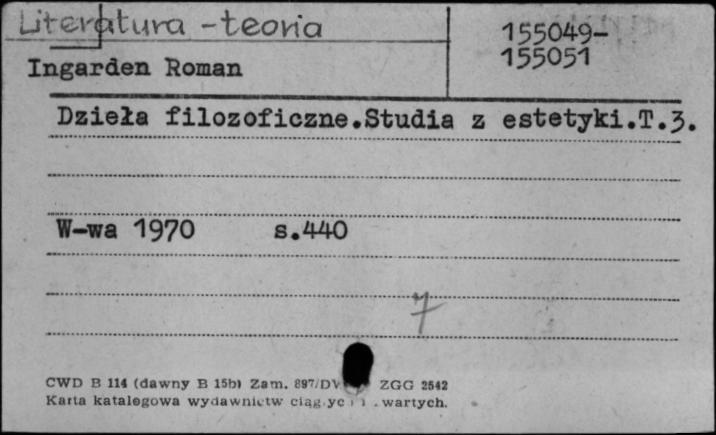 Literatura - teoria
155049-
155051
Ingarden Roman
Dzieła filozoficzne.Studia z estetyki.T.3.
W-wa 1970 s.440
7
CWD B 114 (dawny B 15b) Zam. 897/DV ZGG 2542
Karta katalogowa wydawnictw .wartych.